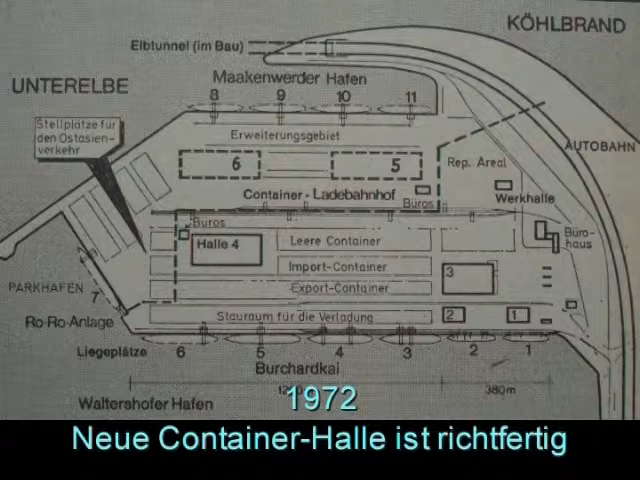 KÖHLBRAND
Elbtunnel (im Bau)
Maakenwerder Hafen
UNTERELBE
8 9 10 11
Stellplätze für
den Ostasien-
verkehr
Erweiterungsgebiet
AUTOBAHN
6 5
Rep. Areal
Container - Ladebahnhof
Büros
Werkhalle
Büros
Büro-
haus
Halle 4
Leere Container
Import-Container
3
PARKHAFEN
7
Export-Container
Ro-Ro-Anlage
Stauraum für die Verladung
2 1
Liegeplätze
6 5 4 3 2 1
Burchardkai
380m
Waltershofer Hafen
1972
Neue Container-Halle ist richtfertig